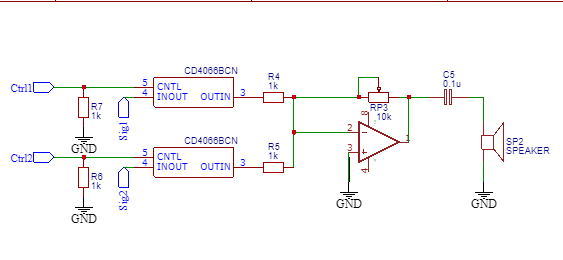 CD4066BCN
Ctrl1
5 CNTL
4 INOUT OUTIN 3
R4
1k
R7
1k
GND
Sig1
CD4066BCN
Ctrl2
5 CNTL
4 INOUT OUTIN 3
R5
1k
R6
1k
GND
Sig2
RP3
10k
8
2
3
1
4
GND
C5
0.1u
SP2
SPEAKER
GND